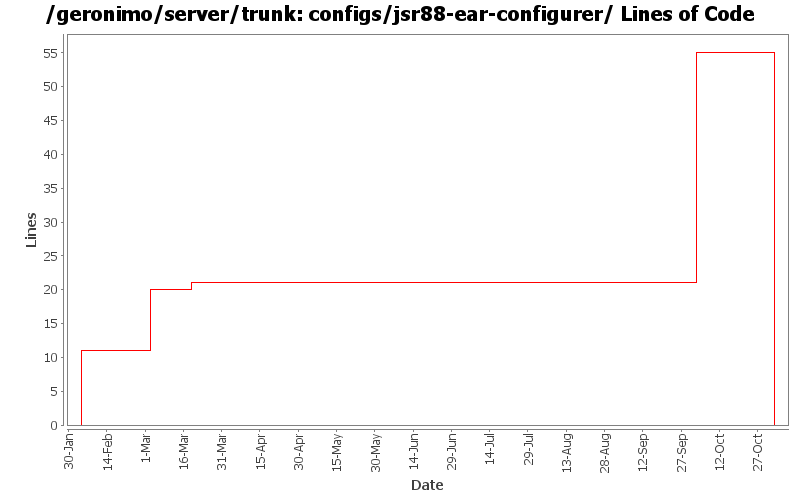 /geronimo/server/trunk: configs/jsr88-ear-configurer/ Lines of Code
55
50
45
40
35
30
25
20
15
10
5
0
Lines
30-Jan
14-Feb
1-Mar
16-Mar
31-Mar
15-Apr
30-Apr
15-May
30-May
14-Jun
29-Jun
14-Jul
29-Jul
13-Aug
28-Aug
12-Sep
27-Sep
12-Oct
27-Oct
Date